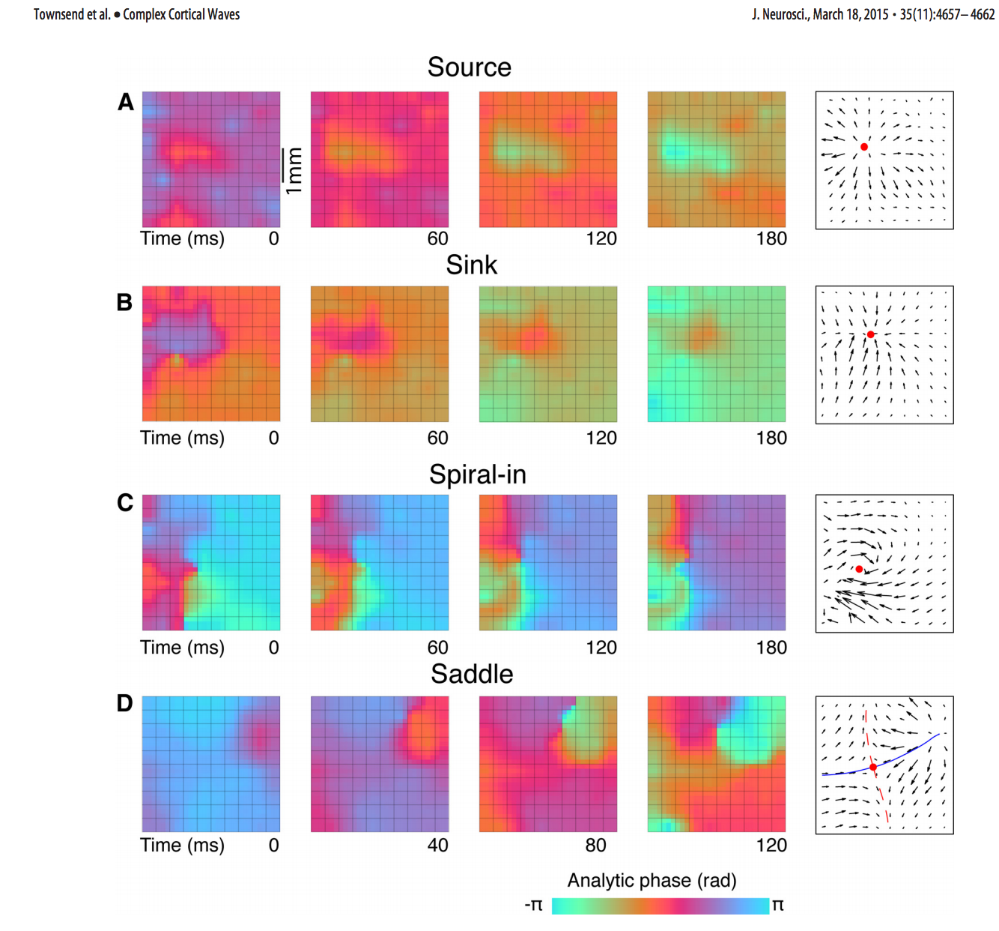 Townsend et al. • Complex Cortical Waves
J. Neurosci., March 18, 2015 • 35(11):4657–4662
Source
A
1mm
Time (ms) 0 60 120 180
Sink
B
Time (ms) 0 60 120 180
Spiral-in
C
Time (ms) 0 60 120 180
Saddle
D
Time (ms) 0 40 80 120
Analytic phase (rad)
-π π